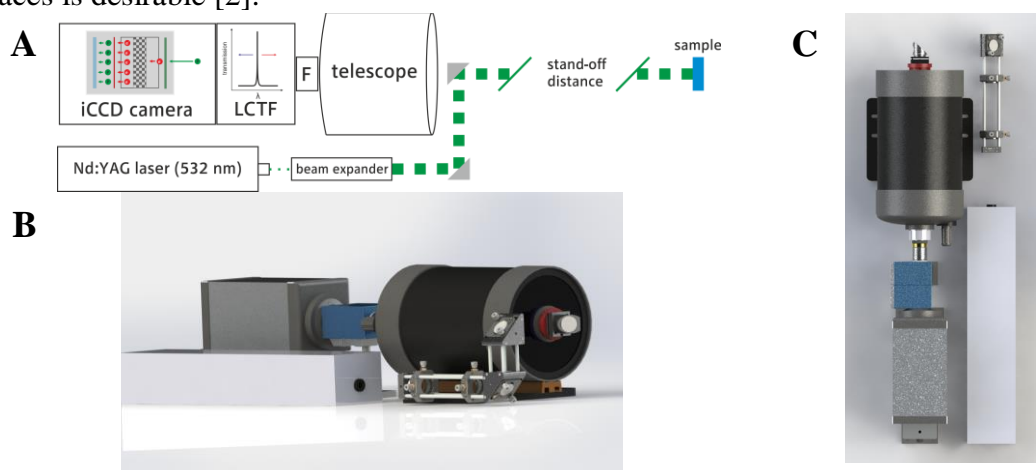 aces is desirable [2].
A
C
sample
telescope
stand-off
distance
F
transmission
λ
iCCD camera
LCTF
Nd:YAG laser (532 nm)
beam expander
B